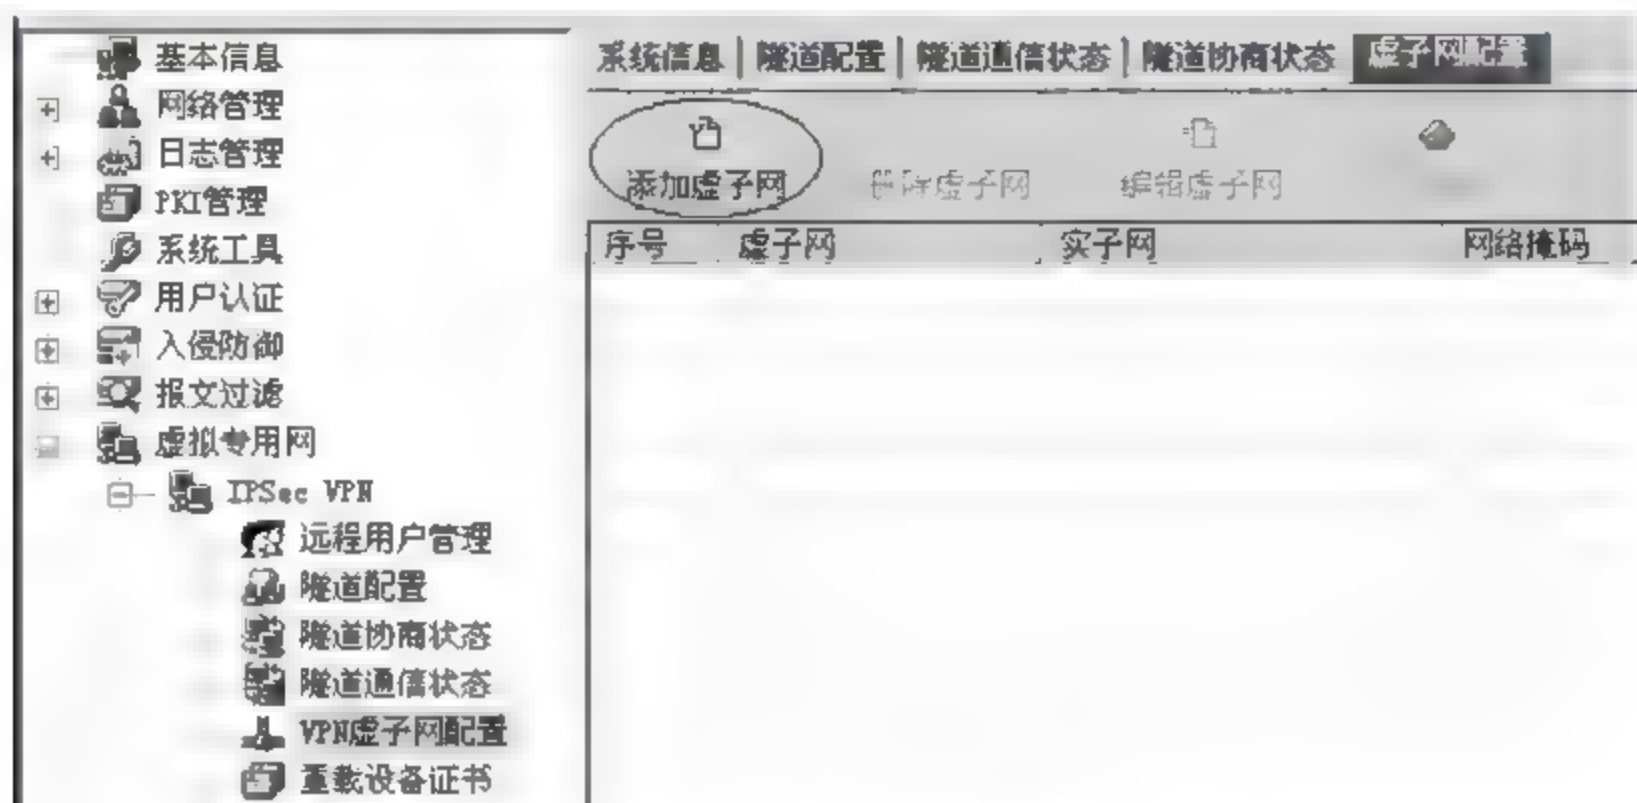 基本信息
网络管理
日志管理
PKI管理
系统工具
用户认证
入侵防御
报文过滤
虚拟专用网
IPSec VPN
远程用户管理
隧道配置
隧道协商状态
隧道通信状态
VPN虚子网配置
重载设备证书
系统信息 | 隧道配置 | 隧道通信状态 | 隧道协商状态 虚子网配置
添加虚子网 删除虚子网 编辑虚子网
序号 虚子网 实子网 网络掩码